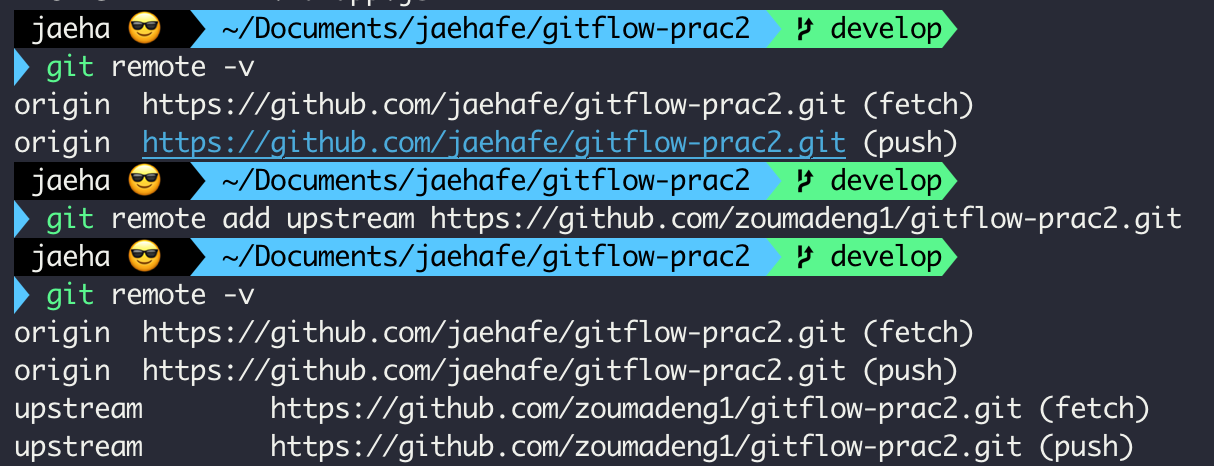 jaeha 😎 ~/Documents/jaehafe/gitflow-prac2 develop
git remote -v
origin https://github.com/jaehafe/gitflow-prac2.git (fetch)
origin https://github.com/jaehafe/gitflow-prac2.git (push)
jaeha 😎 ~/Documents/jaehafe/gitflow-prac2 develop
git remote add upstream https://github.com/zoumadeng1/gitflow-prac2.git
jaeha 😎 ~/Documents/jaehafe/gitflow-prac2 develop
git remote -v
origin https://github.com/jaehafe/gitflow-prac2.git (fetch)
origin https://github.com/jaehafe/gitflow-prac2.git (push)
upstream https://github.com/zoumadeng1/gitflow-prac2.git (fetch)
upstream https://github.com/zoumadeng1/gitflow-prac2.git (push)